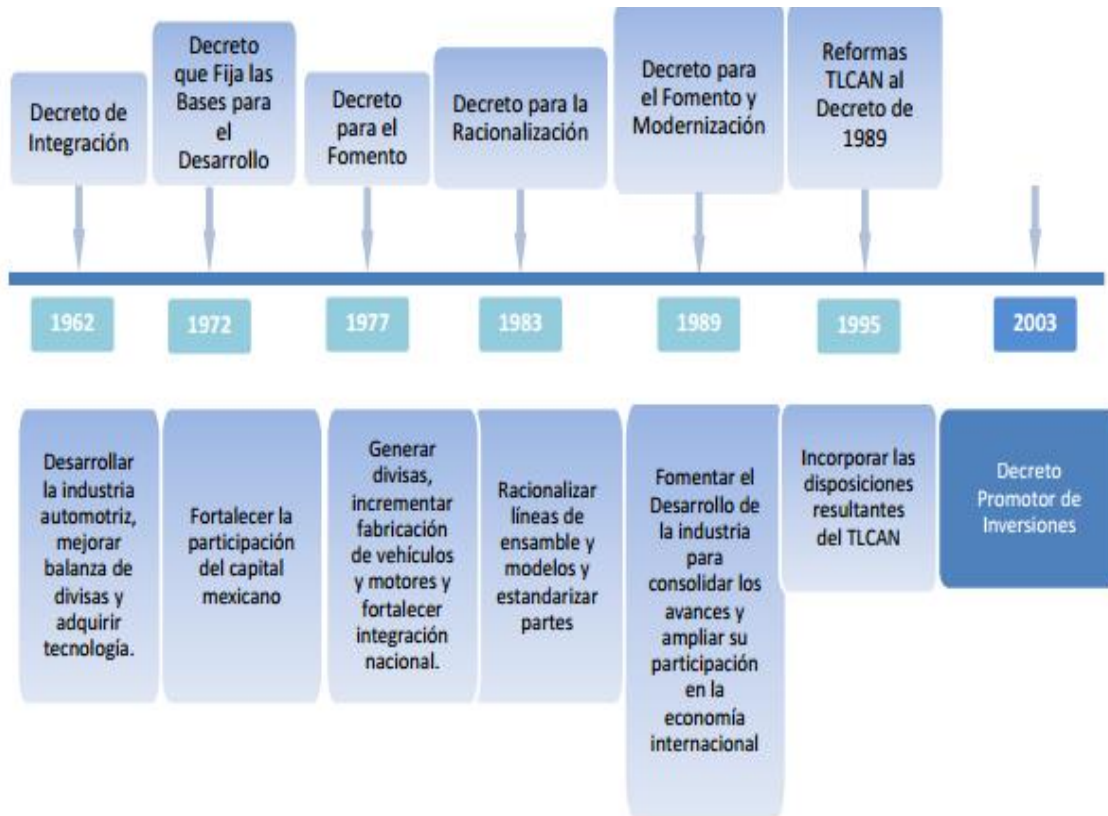 Decreto de
Integración
Decreto
que Fija las
Bases para
el
Desarrollo
Decreto
para el
Fomento
Decreto para la
Racionalización
Decreto para
el Fomento y
Modernización
Reformas
TLCAN al
Decreto de
1989
1962
1972
1977
1983
1989
1995
2003
Desarrollar
la industria
automotriz,
mejorar
balanza de
divisas y
adquirir
tecnología.
Fortalecer la
participación
del capital
mexicano
Generar
divisas,
incrementar
fabricación
de vehículos
y motores y
fortalecer
integración
nacional.
Racionalizar
líneas de
ensamble y
modelos y
estandarizar
partes
Fomentar el
Desarrollo de
la industria
para
consolidar los
avances y
ampliar su
participación
en la
economía
internacional
Incorporar las
disposiciones
resultantes
del TLCAN
Decreto
Promotor de
Inversiones